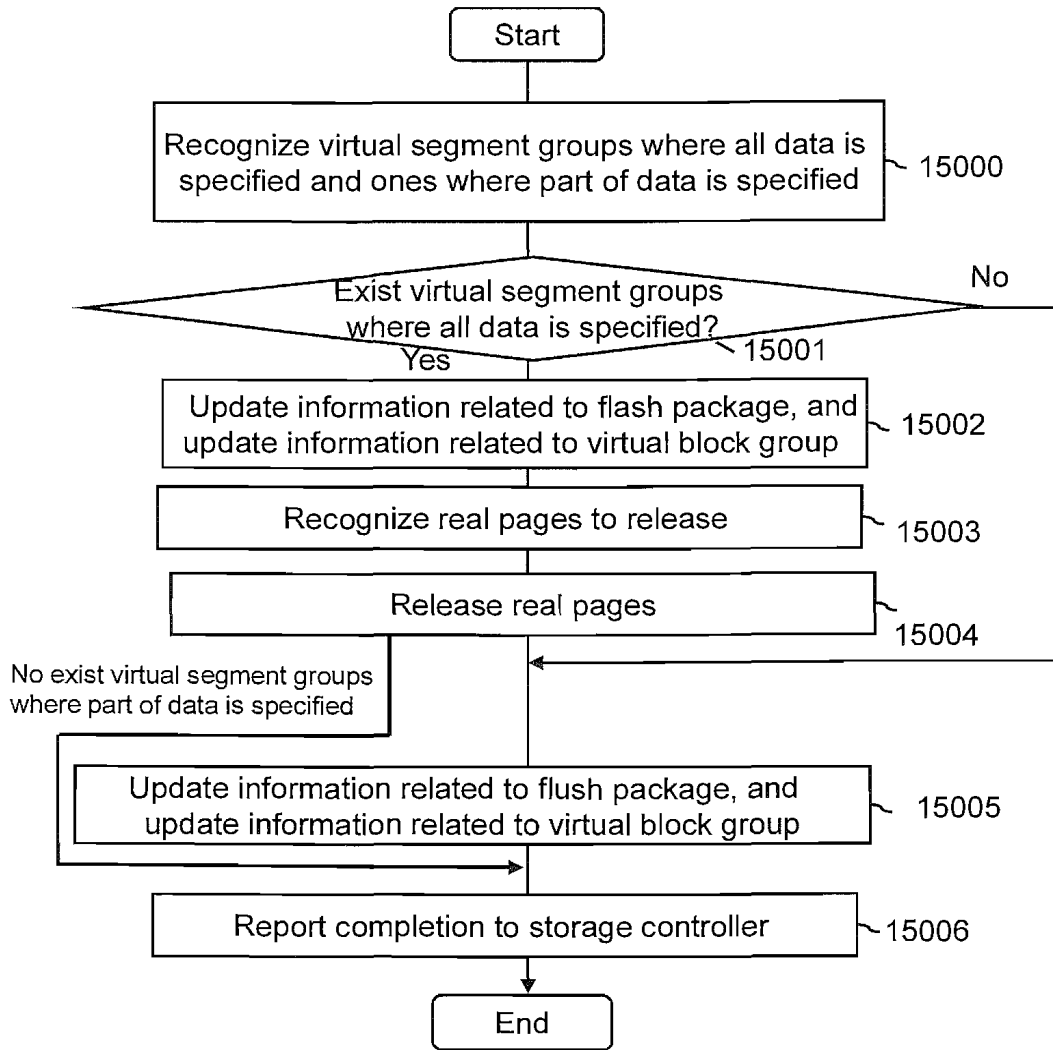 Start
Recognize virtual segment groups where all data is
specified and ones where part of data is specified
15000
No
Exist virtual segment groups
where all data is specified?
15001
Yes
Update information related to flash package, and
update information related to virtual block group
15002
Recognize real pages to release
15003
Release real pages
15004
No exist virtual segment groups
where part of data is specified
Update information related to flush package, and
update information related to virtual block group
15005
Report completion to storage controller
15006
End